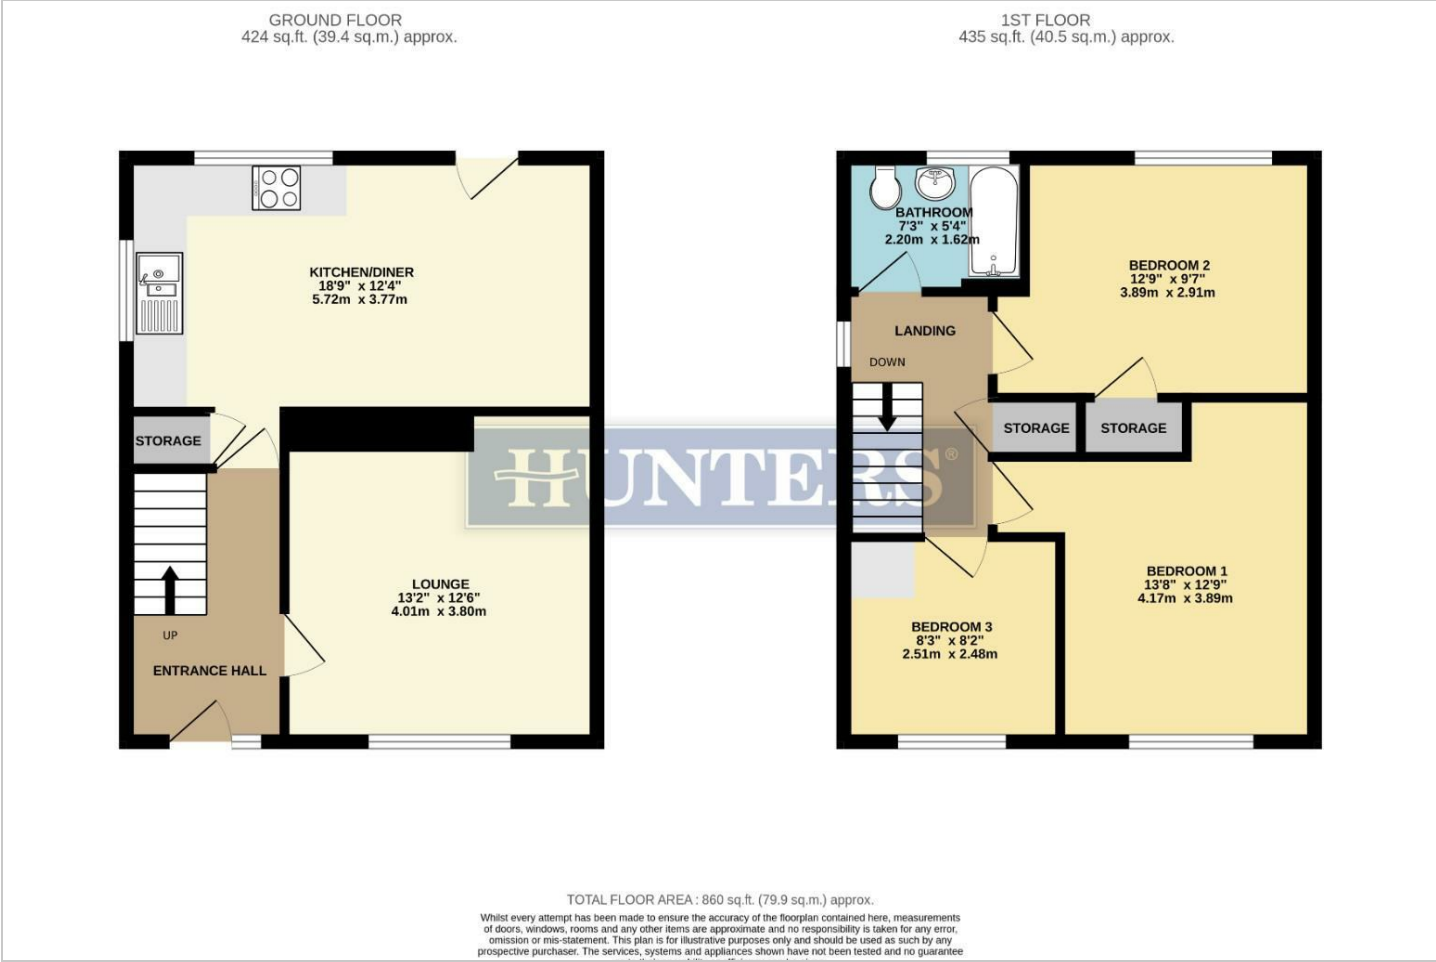 GROUND FLOOR
424 sq.ft. (39.4 sq.m.) approx.
1ST FLOOR
435 sq.ft. (40.5 sq.m.) approx.
KITCHEN/DINER
18'9" x 12'4"
5.72m x 3.77m
STORAGE
LOUNGE
13'2" x 12'6"
4.01m x 3.80m
UP
ENTRANCE HALL
HUNTERS®
BATHROOM
7'3" x 5'4"
2.20m x 1.62m
BEDROOM 2
12'9" x 9'7"
3.89m x 2.91m
LANDING
DOWN
STORAGE
STORAGE
BEDROOM 1
13'8" x 12'9"
4.17m x 3.89m
BEDROOM 3
8'3" x 8'2"
2.51m x 2.48m
TOTAL FLOOR AREA : 860 sq.ft. (79.9 sq.m.) approx.
Whilst every attempt has been made to ensure the accuracy of the floorplan contained here, measurements
of doors, windows, rooms and any other items are approximate and no responsibility is taken for any error,
omission or mis-statement. This plan is for illustrative purposes only and should be used as such by any
prospective purchaser. The services, systems and appliances shown have not been tested and no guarantee